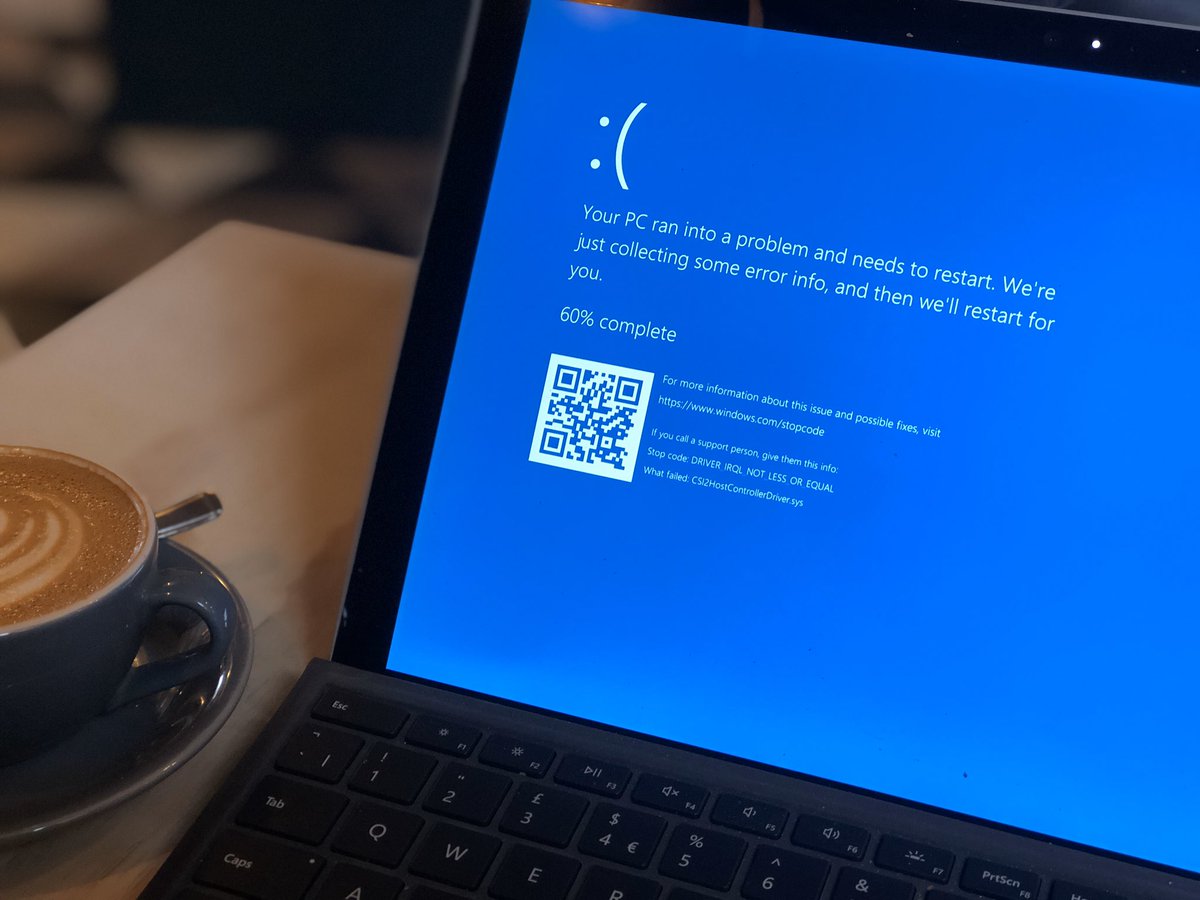 :(
Your PC ran into a problem and needs to restart. We're
just collecting some error info, and then we'll restart for
you.
60% complete
For more information about this issue and possible fixes, visit
https://www.windows.com/stopcode
If you call a support person, give them this info:
Stop code: DRIVER IRQL NOT LESS OR EQUAL
What failed: CSI2HostControllerDriver.sys
Esc F1 F2 F3 F4 F5 F6 F7 PrtScn F8
¬ ` | ! 1 " 2 £ 3 $ 4 € % 5 ^ 6 &
Tab Q W E R
Caps A